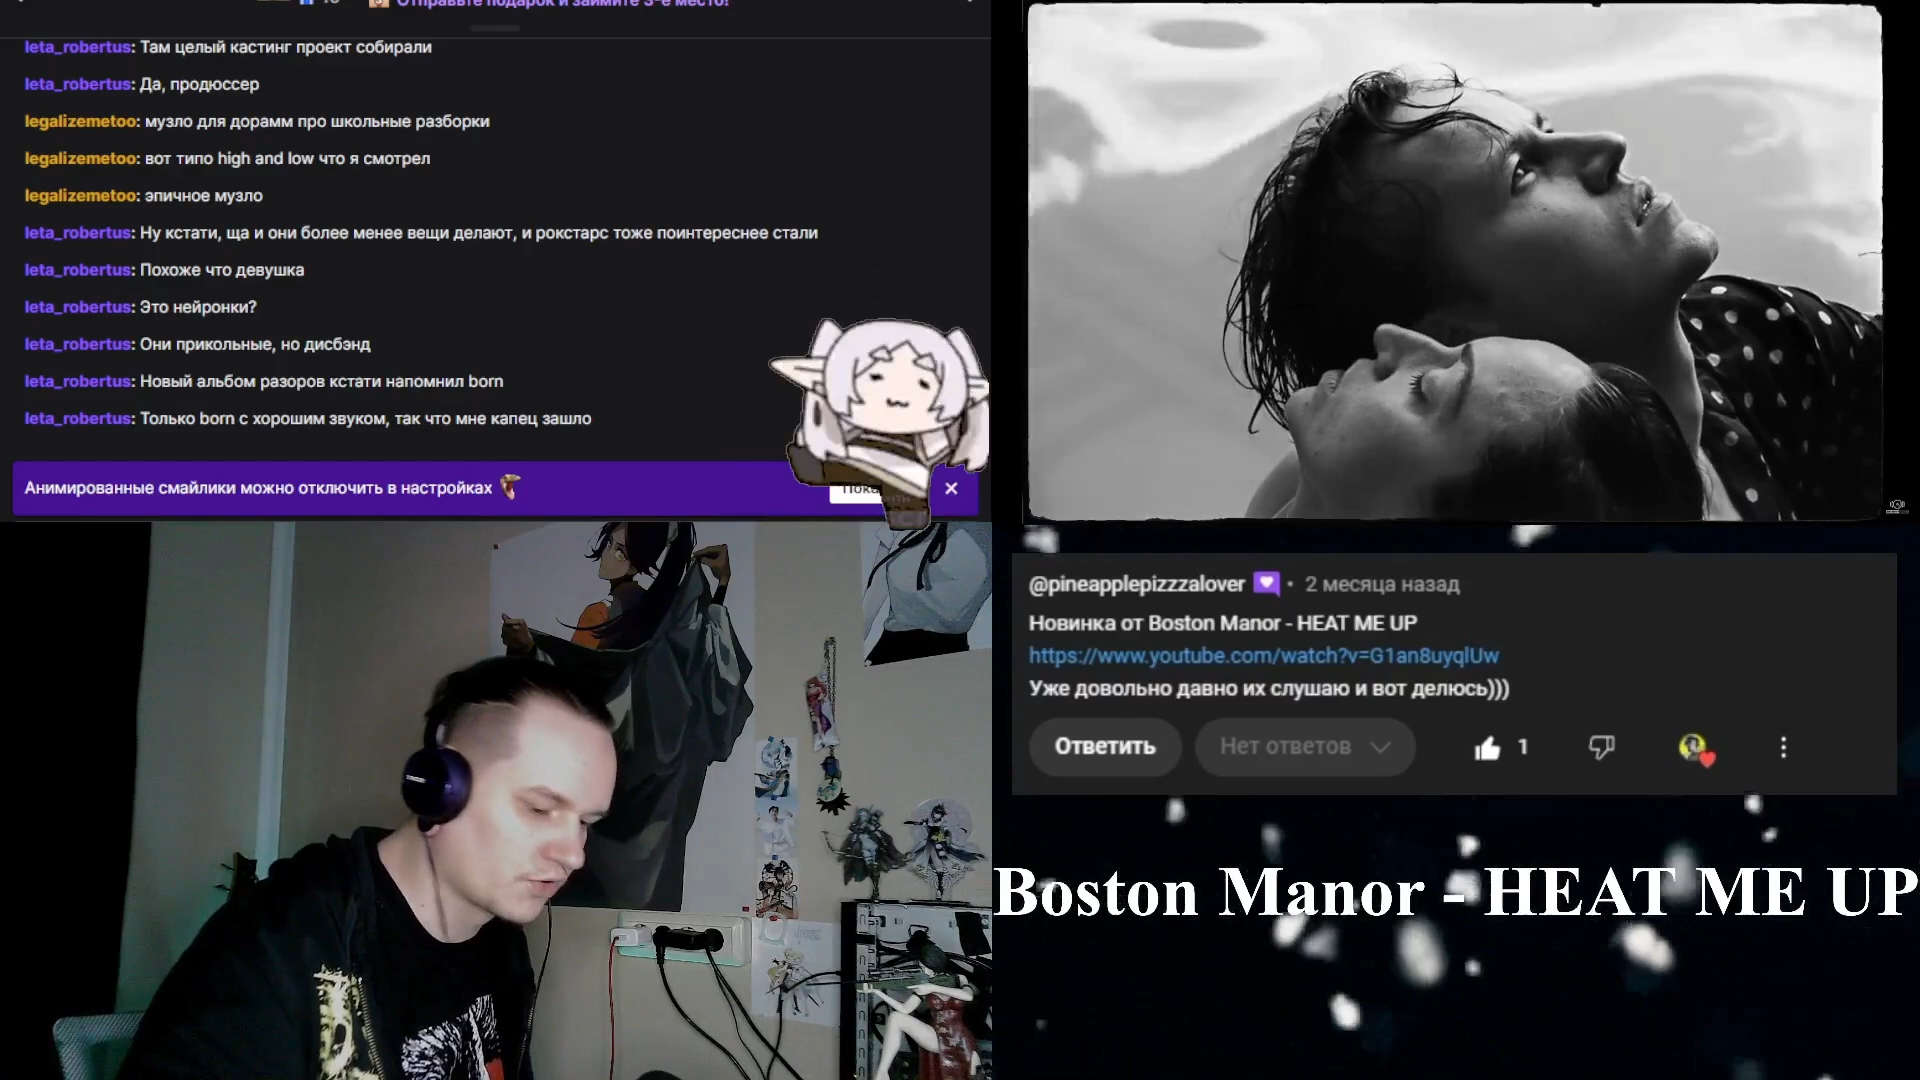 Отправьте подарок и займите 3-е место!
leta_robertus: Там целый кастинг проект собирали
leta_robertus: Да, продюссер
legalizemetoo: музло для дорамм про школьные разборки
legalizemetoo: вот типо high and low что я смотрел
legalizemetoo: эпичное музло
leta_robertus: Ну кстати, ща и они более менее вещи делают, и рокстарс тоже поинтереснее стали
leta_robertus: Похоже что девушка
leta_robertus: Это нейронки?
leta_robertus: Они прикольные, но дисбэнд
leta_robertus: Новый альбом разоров кстати напомнил born
leta_robertus: Только born с хорошим звуком, так что мне капец зашло
Анимированные смайлики можно отключить в настройках
@pineapplepizzzalover • 2 месяца назад
Новинка от Boston Manor - HEAT ME UP
https://www.youtube.com/watch?v=G1an8uyqlUw
Уже довольно давно их слушаю и вот делюсь)))
Ответить Нет ответов 1
Boston Manor - HEAT ME UP